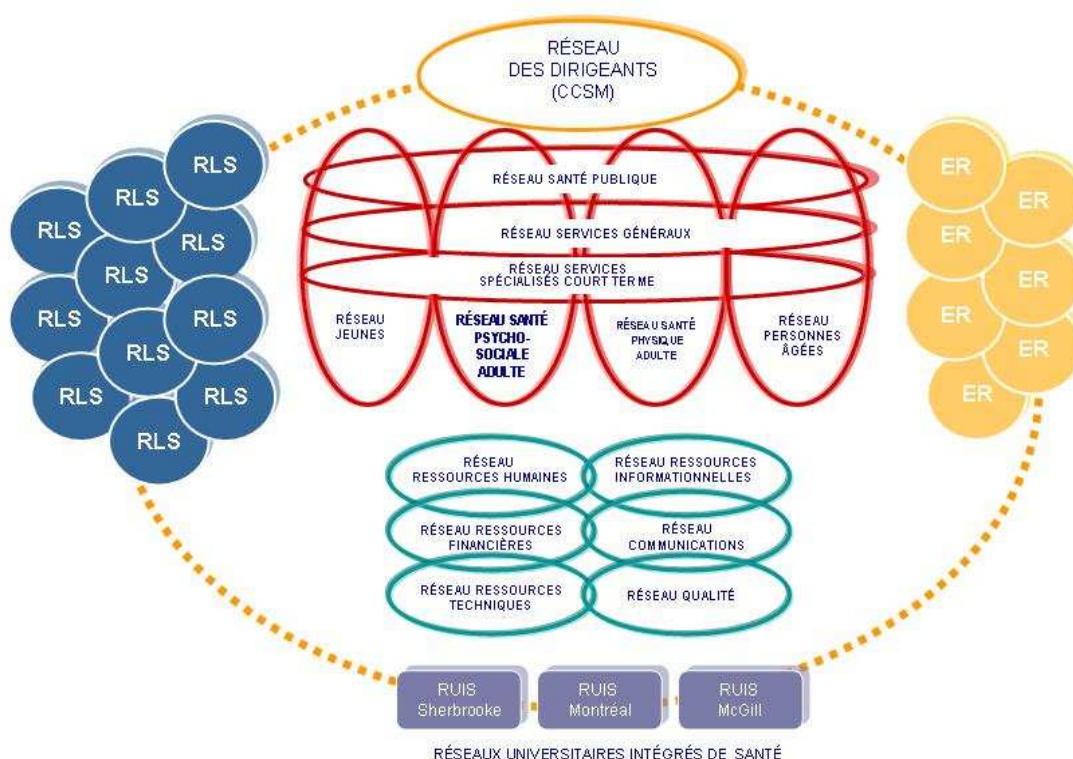 RÉSEAU
DES DIRIGEANTS
(CCSM)
RLS
RLS
RLS
RLS
RLS
RLS
RLS
RLS
RLS
RLS
RLS
RÉSEAU SANTÉ PUBLIQUE
RÉSEAU SERVICES GÉNÉRAUX
RÉSEAU SERVICES
SPÉCIALISÉS COURT TERME
RÉSEAU
JEUNES
RÉSEAU SANTÉ
PSYCHO-
SOCIALE
ADULTE
RÉSEAU SANTÉ
PHYSIQUE
ADULTE
RÉSEAU
PERSONNES
ÂGÉES
ER
ER
ER
ER
ER
ER
ER
RÉSEAU
RESSOURCES HUMAINES
RÉSEAU RESSOURCES
INFORMATIONNELLES
RÉSEAU RESSOURCES
FINANCIÈRES
RÉSEAU
COMMUNICATIONS
RÉSEAU RESSOURCES
TECHNIQUES
RÉSEAU QUALITÉ
RUIS
Sherbrooke
RUIS
Montréal
RUIS
McGill
RÉSEAUX UNIVERSITAIRES INTÉGRÉS DE SANTÉ